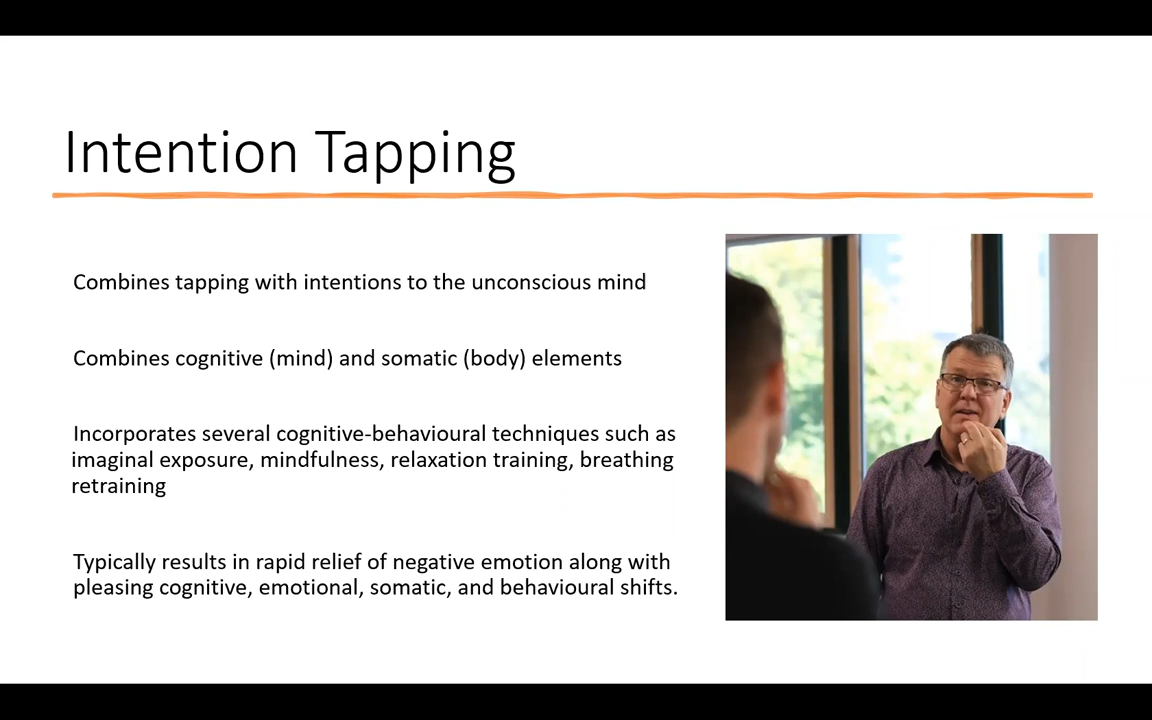 Intention Tapping
Combines tapping with intentions to the unconscious mind
Combines cognitive (mind) and somatic (body) elements
Incorporates several cognitive-behavioural techniques such as
imaginal exposure, mindfulness, relaxation training, breathing
retraining
Typically results in rapid relief of negative emotion along with
pleasing cognitive, emotional, somatic, and behavioural shifts.